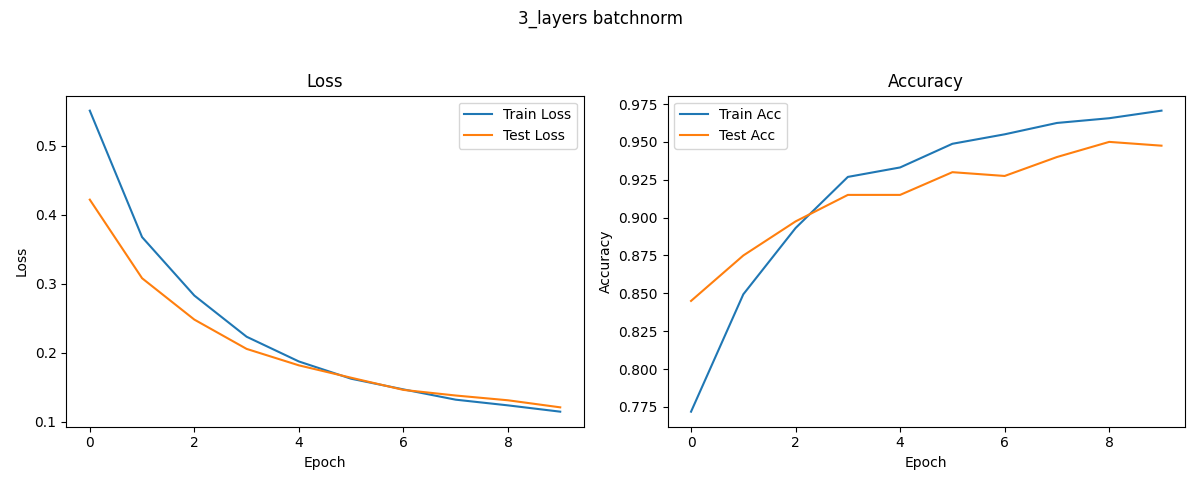 3_layers batchnorm
Loss
Train Loss
Test Loss
0.5
0.4
0.3
0.2
0.1
Loss
0
2
4
6
8
Epoch
Accuracy
Train Acc
Test Acc
0.975
0.950
0.925
0.900
0.875
0.850
0.825
0.800
0.775
Accuracy
0
2
4
6
8
Epoch